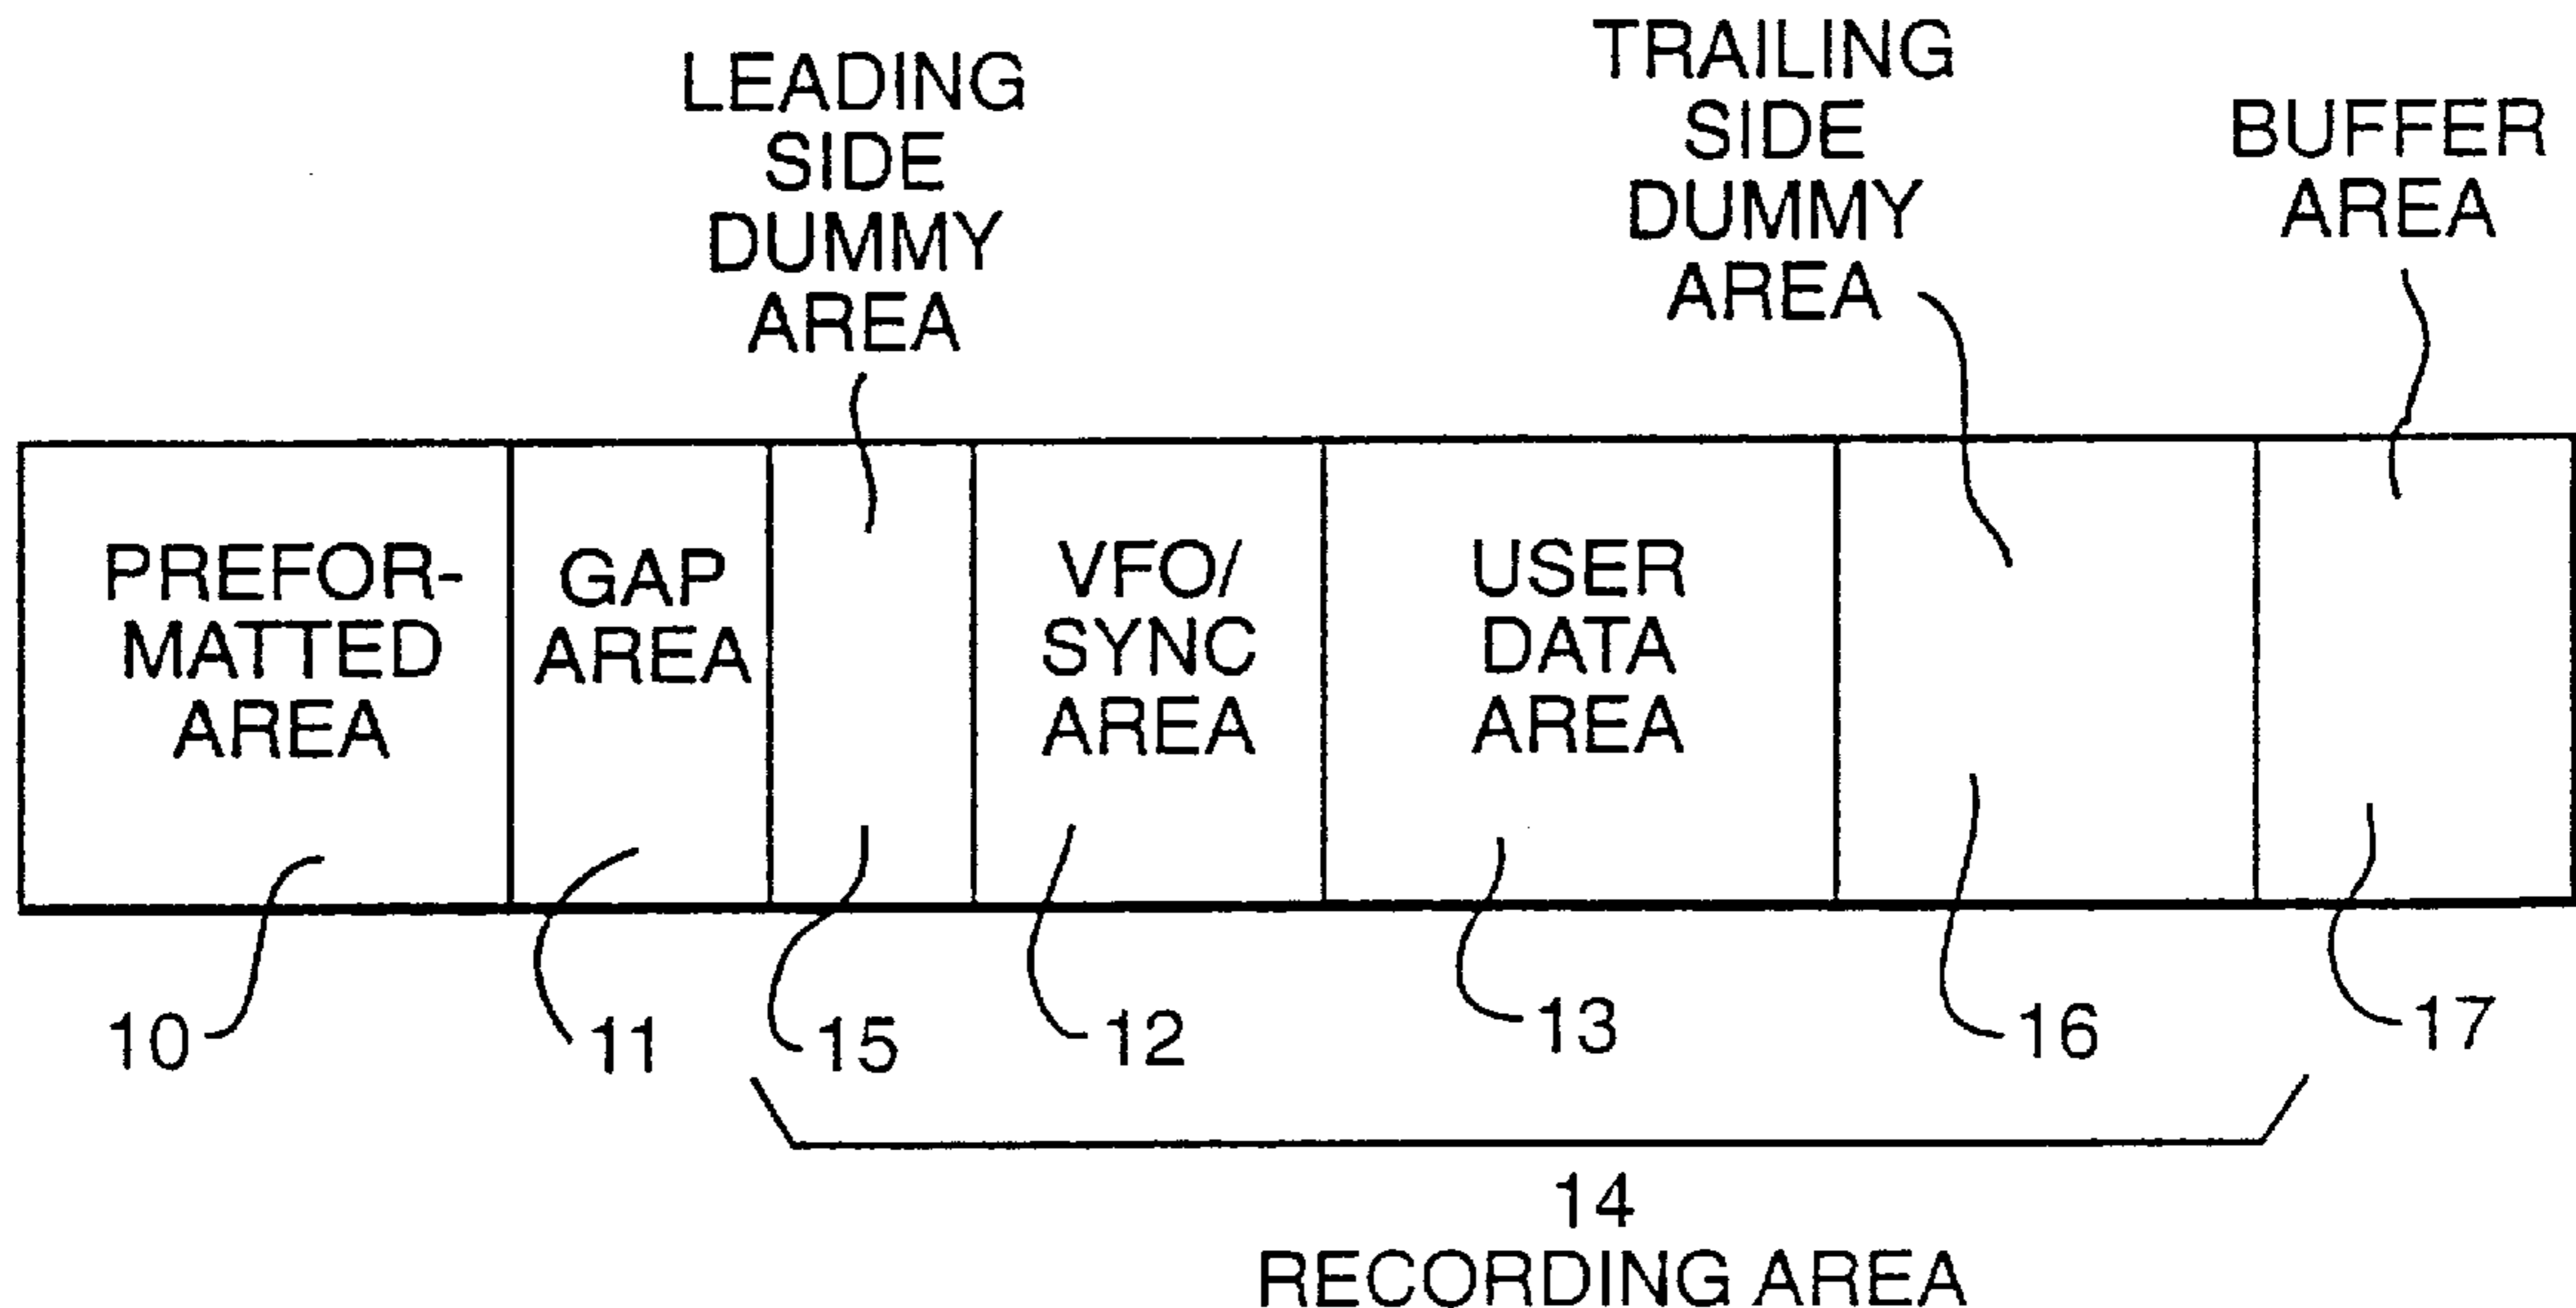 LEADING
SIDE
DUMMY
AREA
TRAILING
SIDE
DUMMY
AREA
BUFFER
AREA
PREFOR-
MATTED
AREA
GAP
AREA
VFO/
SYNC
AREA
USER
DATA
AREA
10
11
15
12
13
16
17
14
RECORDING AREA